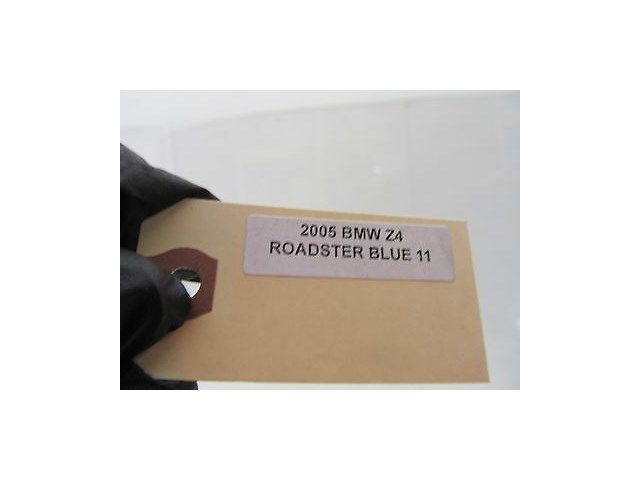 2005 BMW Z4
ROADSTER BLUE 11